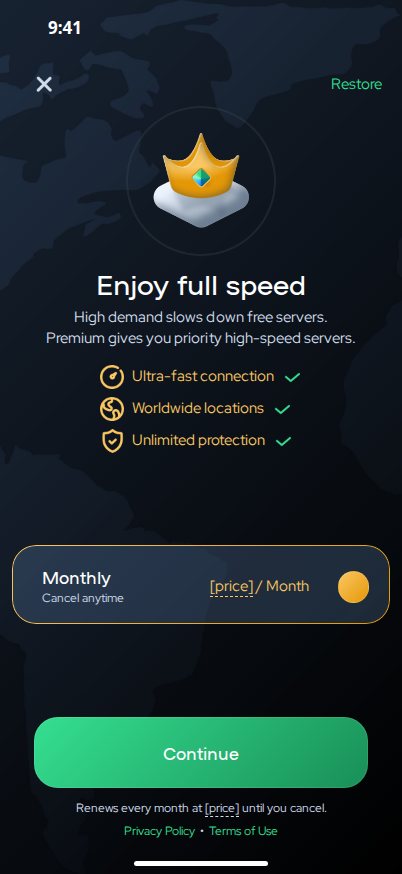 9:41
Restore
Enjoy full speed
High demand slows down free servers.
Premium gives you priority high-speed servers.
Ultra-fast connection
Worldwide locations
Unlimited protection
Monthly
Cancel anytime
[price] / Month
Continue
Renews every month at [price] until you cancel.
Privacy Policy • Terms of Use